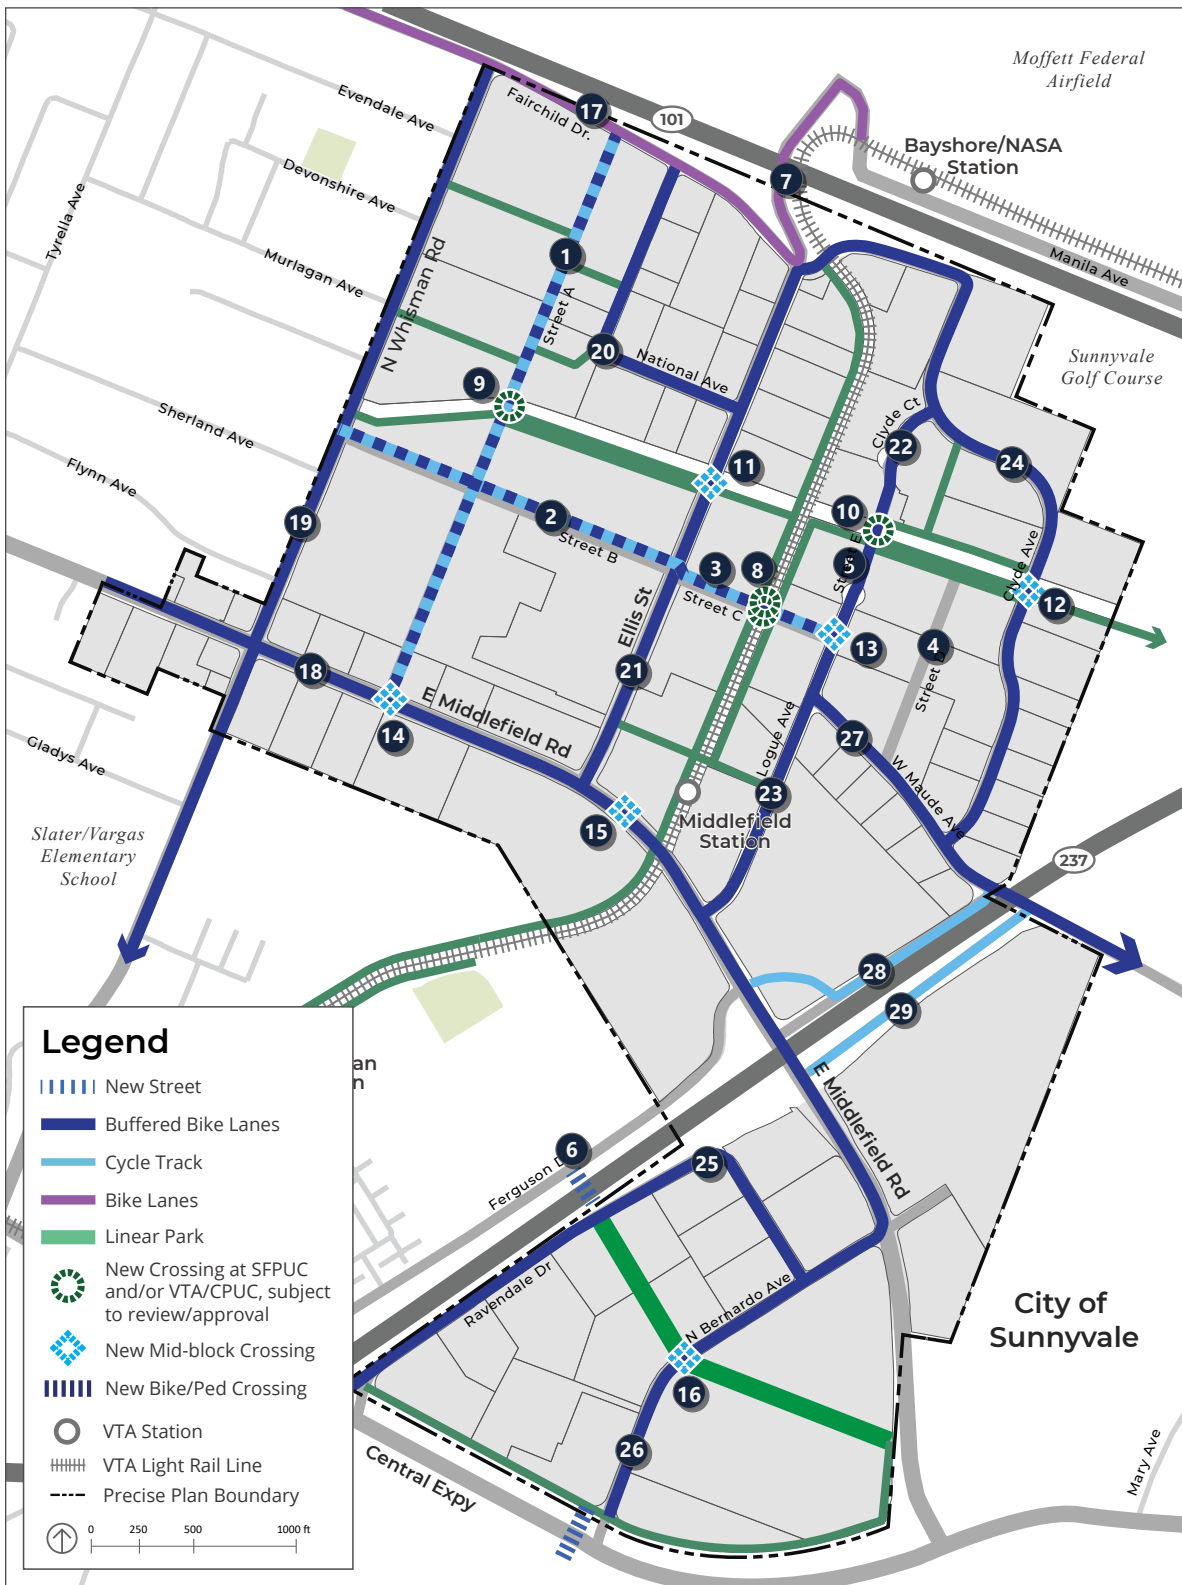 Moffett Federal
Airfield
Evendale Ave
Fairchild Dr.
17
101
Bayshore/NASA
Station
7
Devonshire Ave
Tyrella Ave
Murlagan Ave
N Whisman Rd
1
Street A
Manila Ave
20
National Ave
Sunnyvale
Golf Course
9
Sherland Ave
Clyde Ct
22
Flynn Ave
11
24
19
2
Street B
10
3
8
Street C
Street E
Clyde Ave
12
Ellis St
13
4
Street D
18
21
E Middlefield Rd
14
Logue Ave
27
W Maude Ave
Gladys Ave
23
15
Middlefield
Station
Slater/Vargas
Elementary
School
237
28
29
Legend
New Street
Buffered Bike Lanes
Cycle Track
Bike Lanes
Linear Park
New Crossing at SFPUC
and/or VTA/CPUC, subject
to review/approval
New Mid-block Crossing
New Bike/Ped Crossing
VTA Station
VTA Light Rail Line
Precise Plan Boundary
0 250 500 1000 ft
an
n
E Middlefield Rd
6
Ferguson
25
Ravendale Dr
N Bernardo Ave
City of
Sunnyvale
16
26
Central Expy
Mary Ave